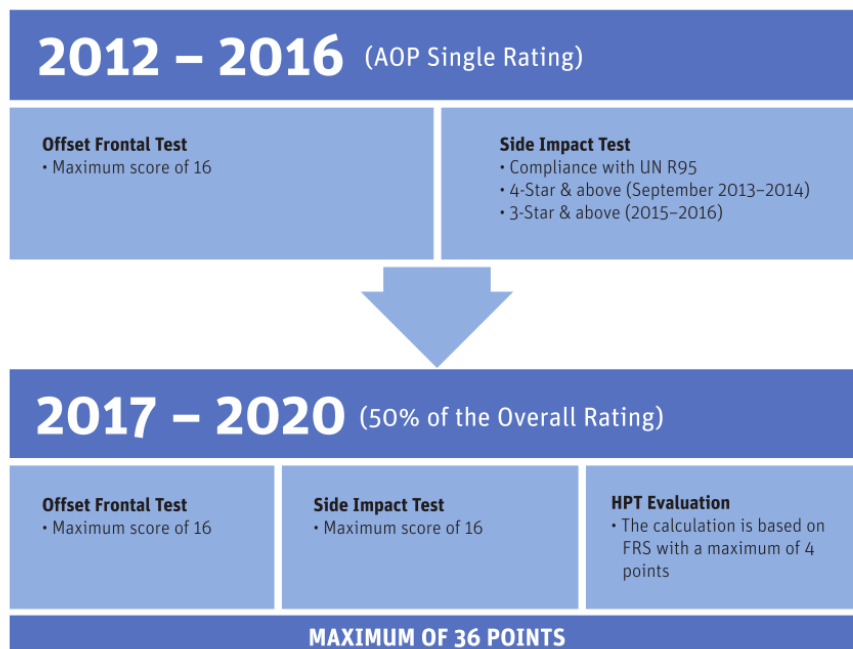 2012 – 2016 (AOP Single Rating)
Offset Frontal Test
• Maximum score of 16
Side Impact Test
• Compliance with UN R95
• 4-Star & above (September 2013–2014)
• 3-Star & above (2015–2016)
2017 – 2020 (50% of the Overall Rating)
Offset Frontal Test
• Maximum score of 16
Side Impact Test
• Maximum score of 16
HPT Evaluation
• The calculation is based on
FRS with a maximum of 4
points
MAXIMUM OF 36 POINTS